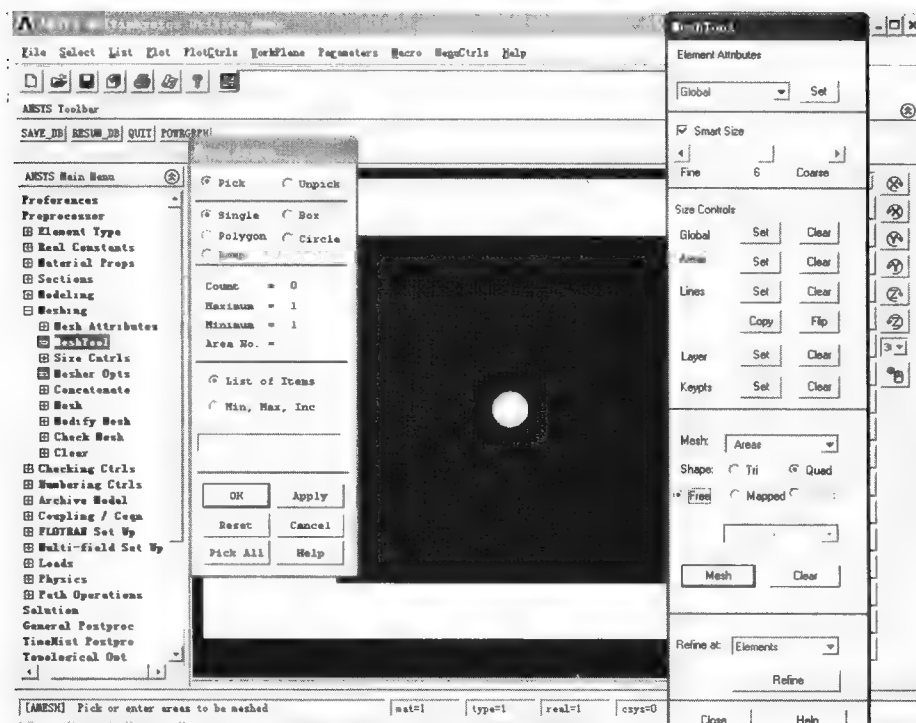 File Select List Plot PlotCtrls WorkPlane Parameters Macro MenuCtrls Help
ANSYS Toolbar
SAVE_DB RESUM_DB QUIT POWRGRPH
ANSYS Main Menu
Preferences
Preprocessor
Element Type
Real Constants
Material Props
Sections
Modeling
Meshing
Mesh Attributes
MeshTool
Size Cntrls
Mesher Opts
Concatenate
Mesh
Modify Mesh
Check Mesh
Clear
Checking Ctrls
Numbering Ctrls
Archive Model
Coupling / Ceqn
FLOTRAN Set Up
Multi-field Set Up
Loads
Physics
Path Operations
Solution
General Postproc
TimeHist Postpro
Topological Opt
Pick Unpick
Single Box
Polygon Circle
Loop
Count = 0
Maximum = 1
Minimum = 1
Area No. =
List of Items
Min, Max, Inc
OK Apply
Reset Cancel
Pick All Help
MeshTool
Element Attributes
Global Set
Smart Size
Fine 6 Coarse
Size Controls
Global Set Clear
Areas Set Clear
Lines Set Clear
Copy Flip
Layer Set Clear
Keypts Set Clear
Mesh: Areas
Shape: Tri Quad
Free Mapped
Mesh Clear
Refine at: Elements
Refine
Close Help
[AMESH] Pick or enter areas to be meshed mat=1 type=1 real=1 csys=0